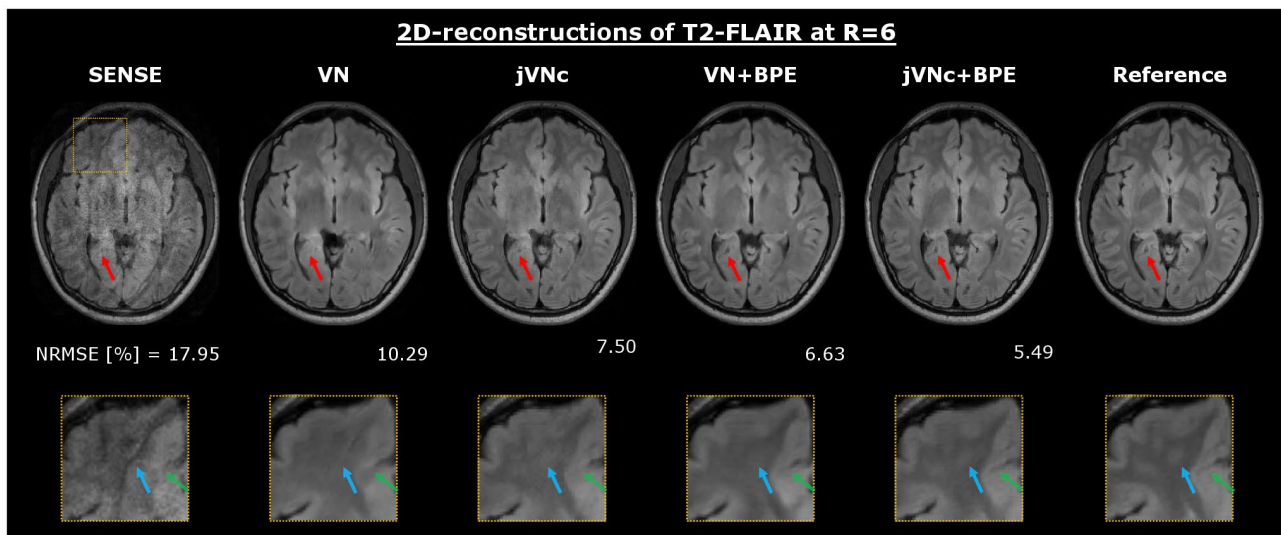 2D-reconstructions of T2-FLAIR at R=6
SENSE VN jVNc VN+BPE jVNc+BPE Reference
NRMSE [%] = 17.95 10.29 7.50 6.63 5.49